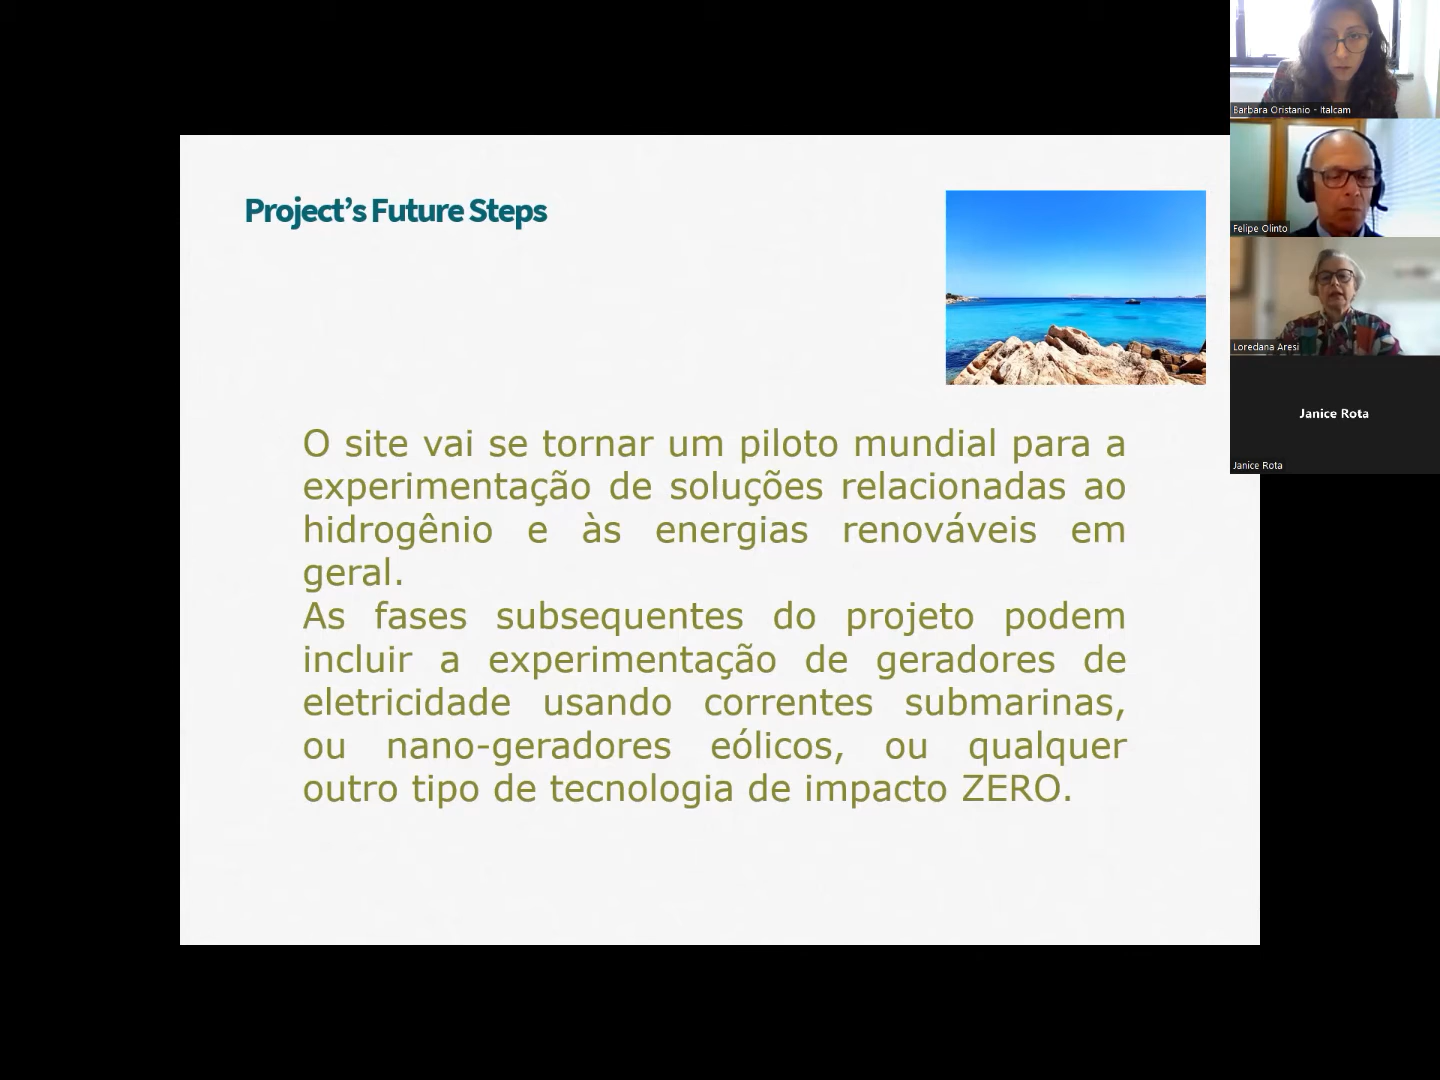 Project’s Future Steps
O site vai se tornar um piloto mundial para a
experimentação de soluções relacionadas ao
hidrogênio e às energias renováveis em
geral.
As fases subsequentes do projeto podem
incluir a experimentação de geradores de
eletricidade usando correntes submarinas,
ou nano-geradores eólicos, ou qualquer
outro tipo de tecnologia de impacto ZERO.
Barbara Oristanio - Italcam
Felipe Olinto
Loredana Aresi
Janice Rota
Janice Rota